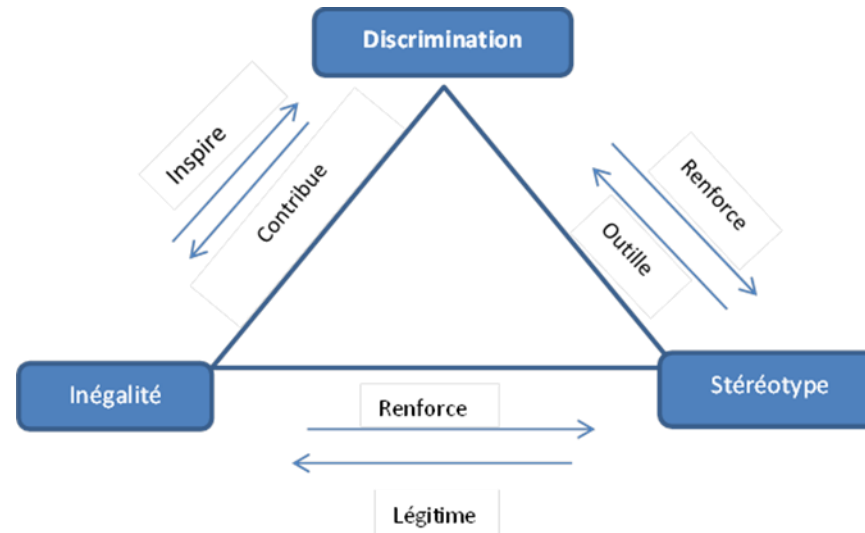 Discrimination
Inspire
Contribue
Renforce
Outille
Inégalité
Stéréotype
Renforce
Légitime